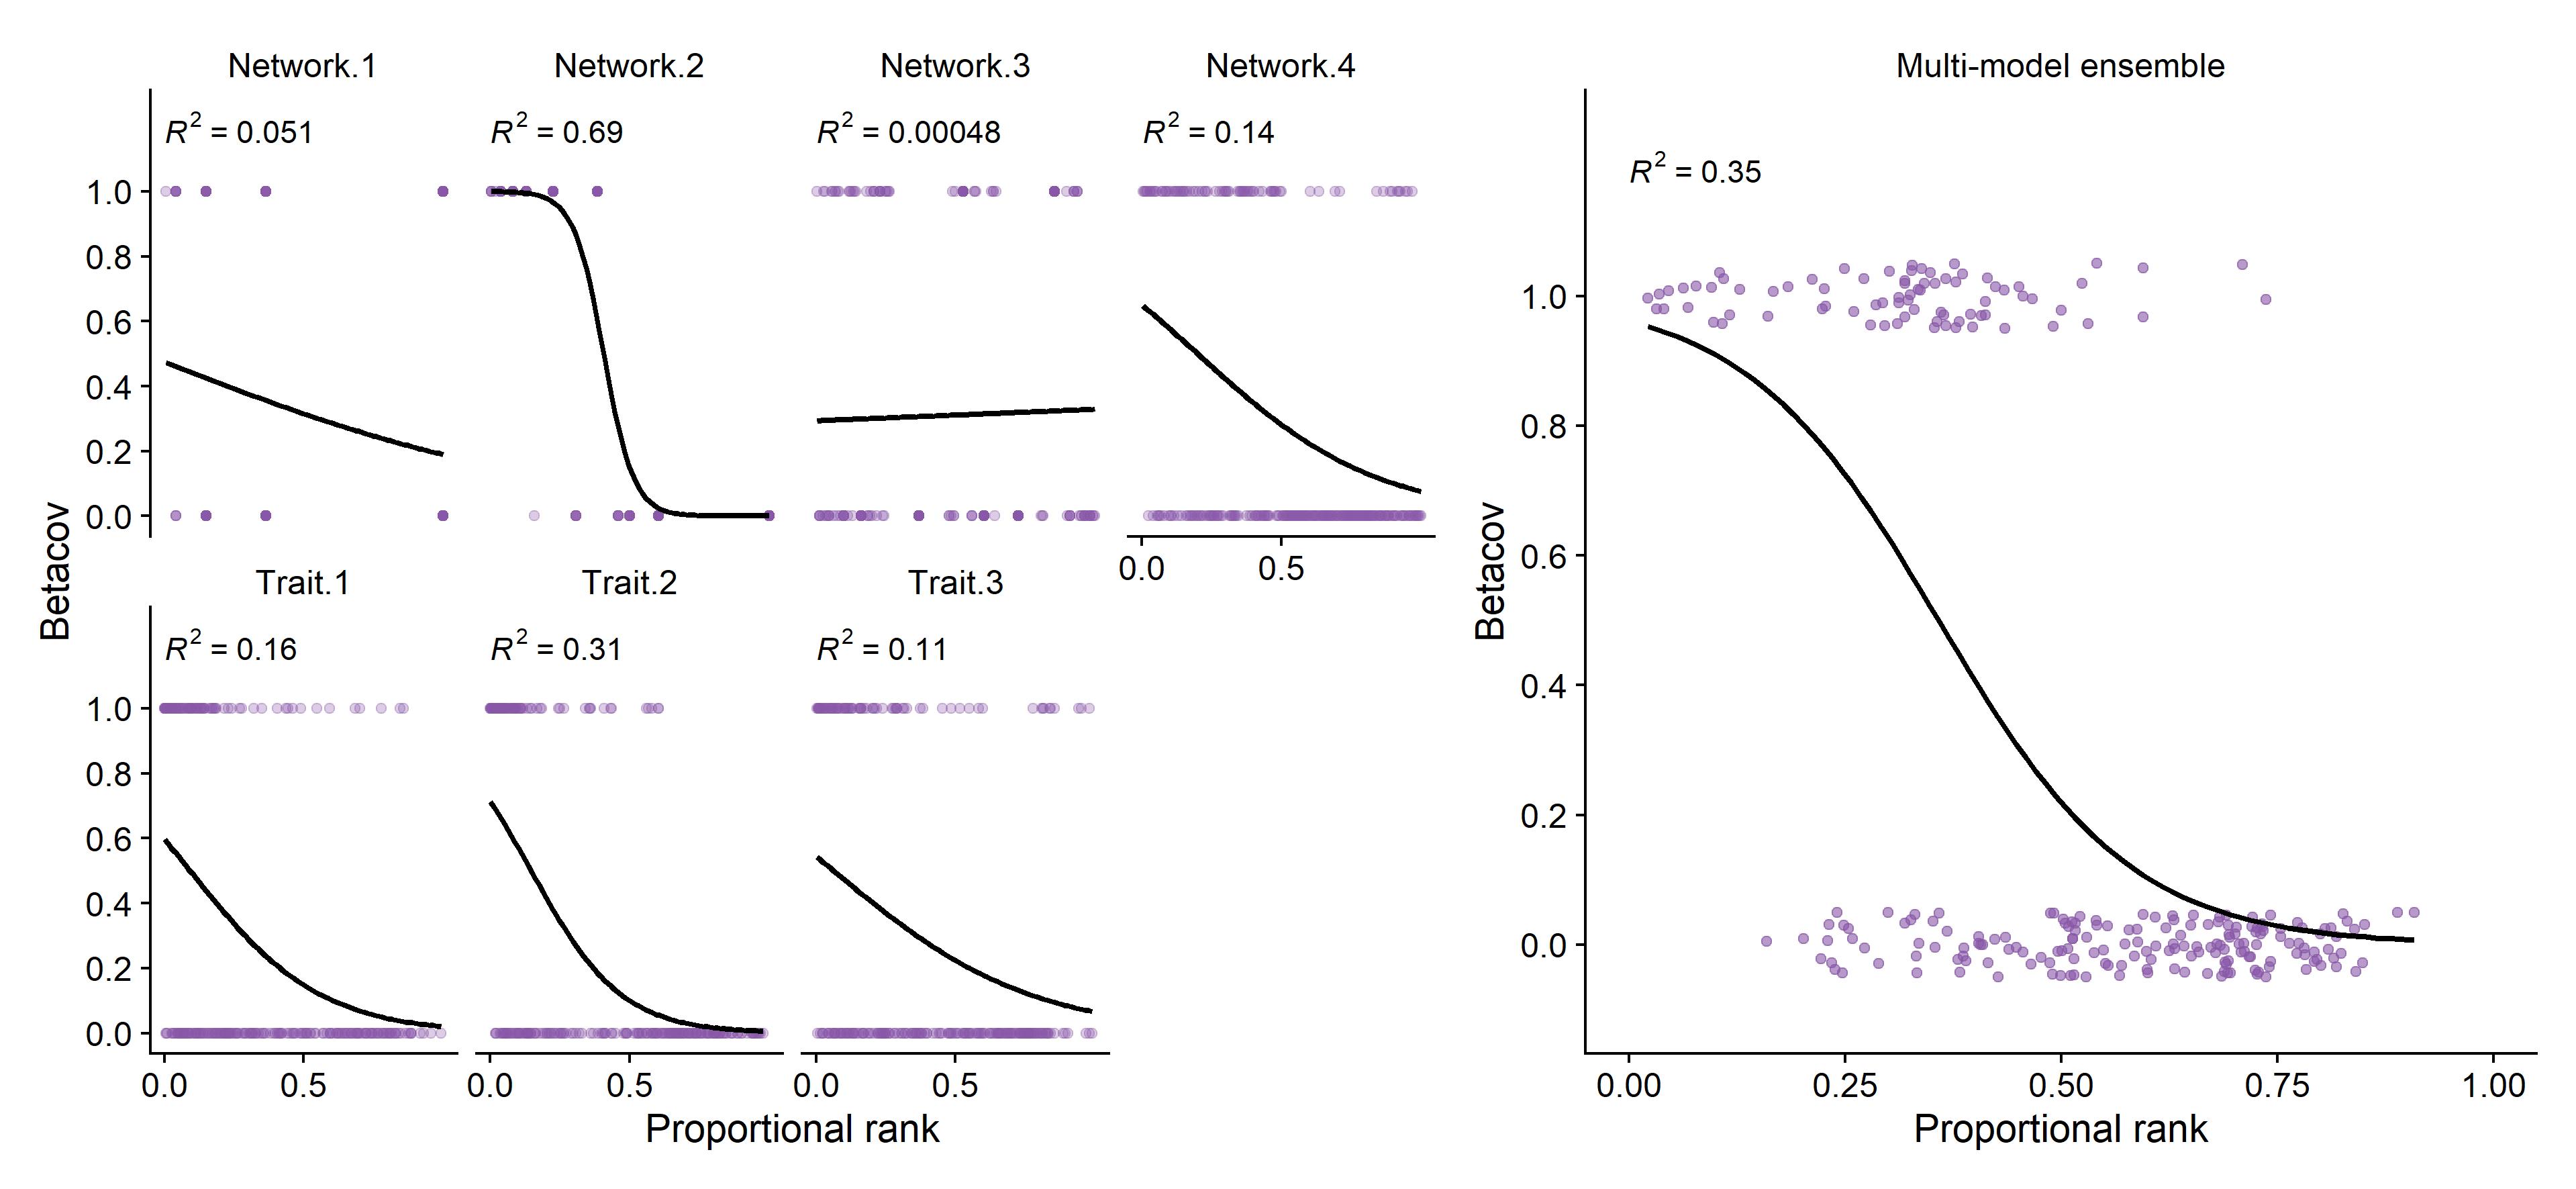 Network.1 Network.2 Network.3 Network.4
R² = 0.051 R² = 0.69 R² = 0.00048 R² = 0.14
1.0
0.8
0.6
0.4
0.2
0.0
0.0 0.5
Trait.1 Trait.2 Trait.3
R² = 0.16 R² = 0.31 R² = 0.11
1.0
0.8
0.6
0.4
0.2
0.0
0.0 0.5 0.0 0.5 0.0 0.5
Betacov
Proportional rank
Multi-model ensemble
R² = 0.35
1.0
0.8
0.6
0.4
0.2
0.0
0.00 0.25 0.50 0.75 1.00
Betacov
Proportional rank